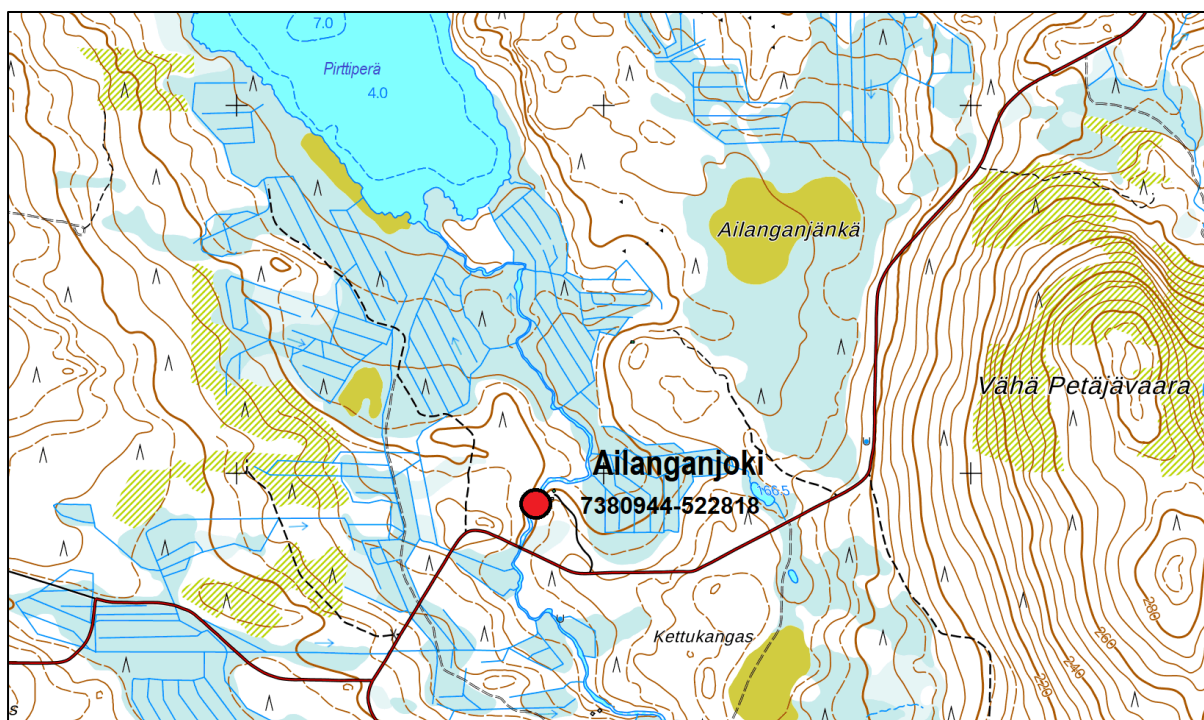 7.0
Pirttiperä
4.0
Ailanganjänkä
Vähä Petäjävaara
Ailanganjoki
166.5
7380944-522818
Kettukangas
280
260
240
220
s